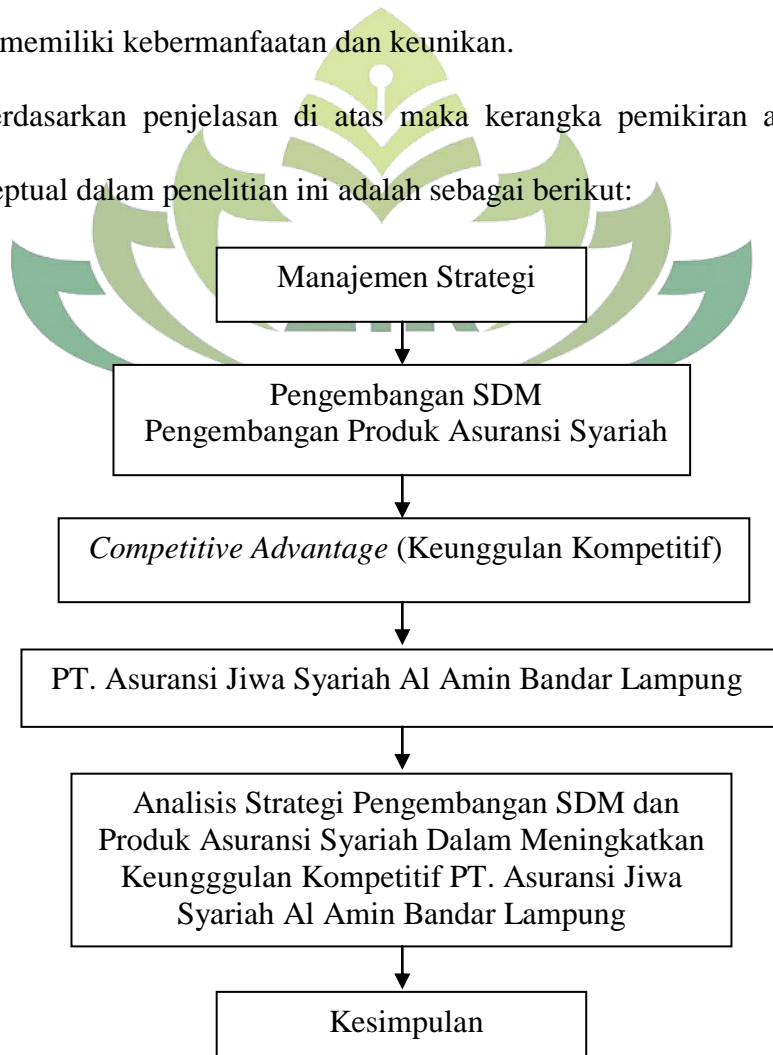 memiliki kebermanfaatan dan keunikan.
erdasarkan penjelasan di atas maka kerangka pemikiran a
eptual dalam penelitian ini adalah sebagai berikut:
Manajemen Strategi
Pengembangan SDM
Pengembangan Produk Asuransi Syariah
Competitive Advantage (Keunggulan Kompetitif)
PT. Asuransi Jiwa Syariah Al Amin Bandar Lampung
Analisis Strategi Pengembangan SDM dan
Produk Asuransi Syariah Dalam Meningkatkan
Keungggulan Kompetitif PT. Asuransi Jiwa
Syariah Al Amin Bandar Lampung
Kesimpulan